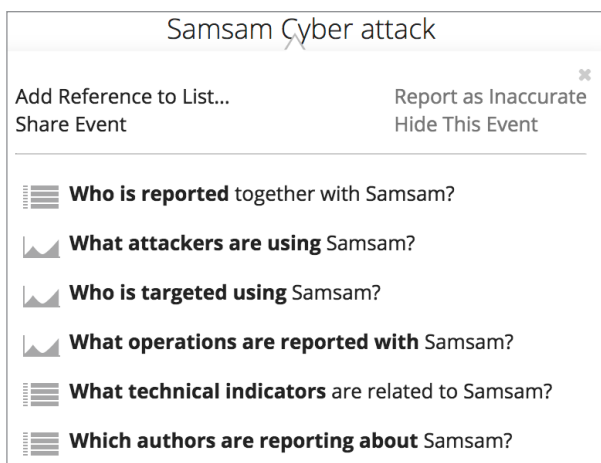 Samsam Cyber attack
Add Reference to List...
Report as Inaccurate
Share Event
Hide This Event
Who is reported together with Samsam?
What attackers are using Samsam?
Who is targeted using Samsam?
What operations are reported with Samsam?
What technical indicators are related to Samsam?
Which authors are reporting about Samsam?